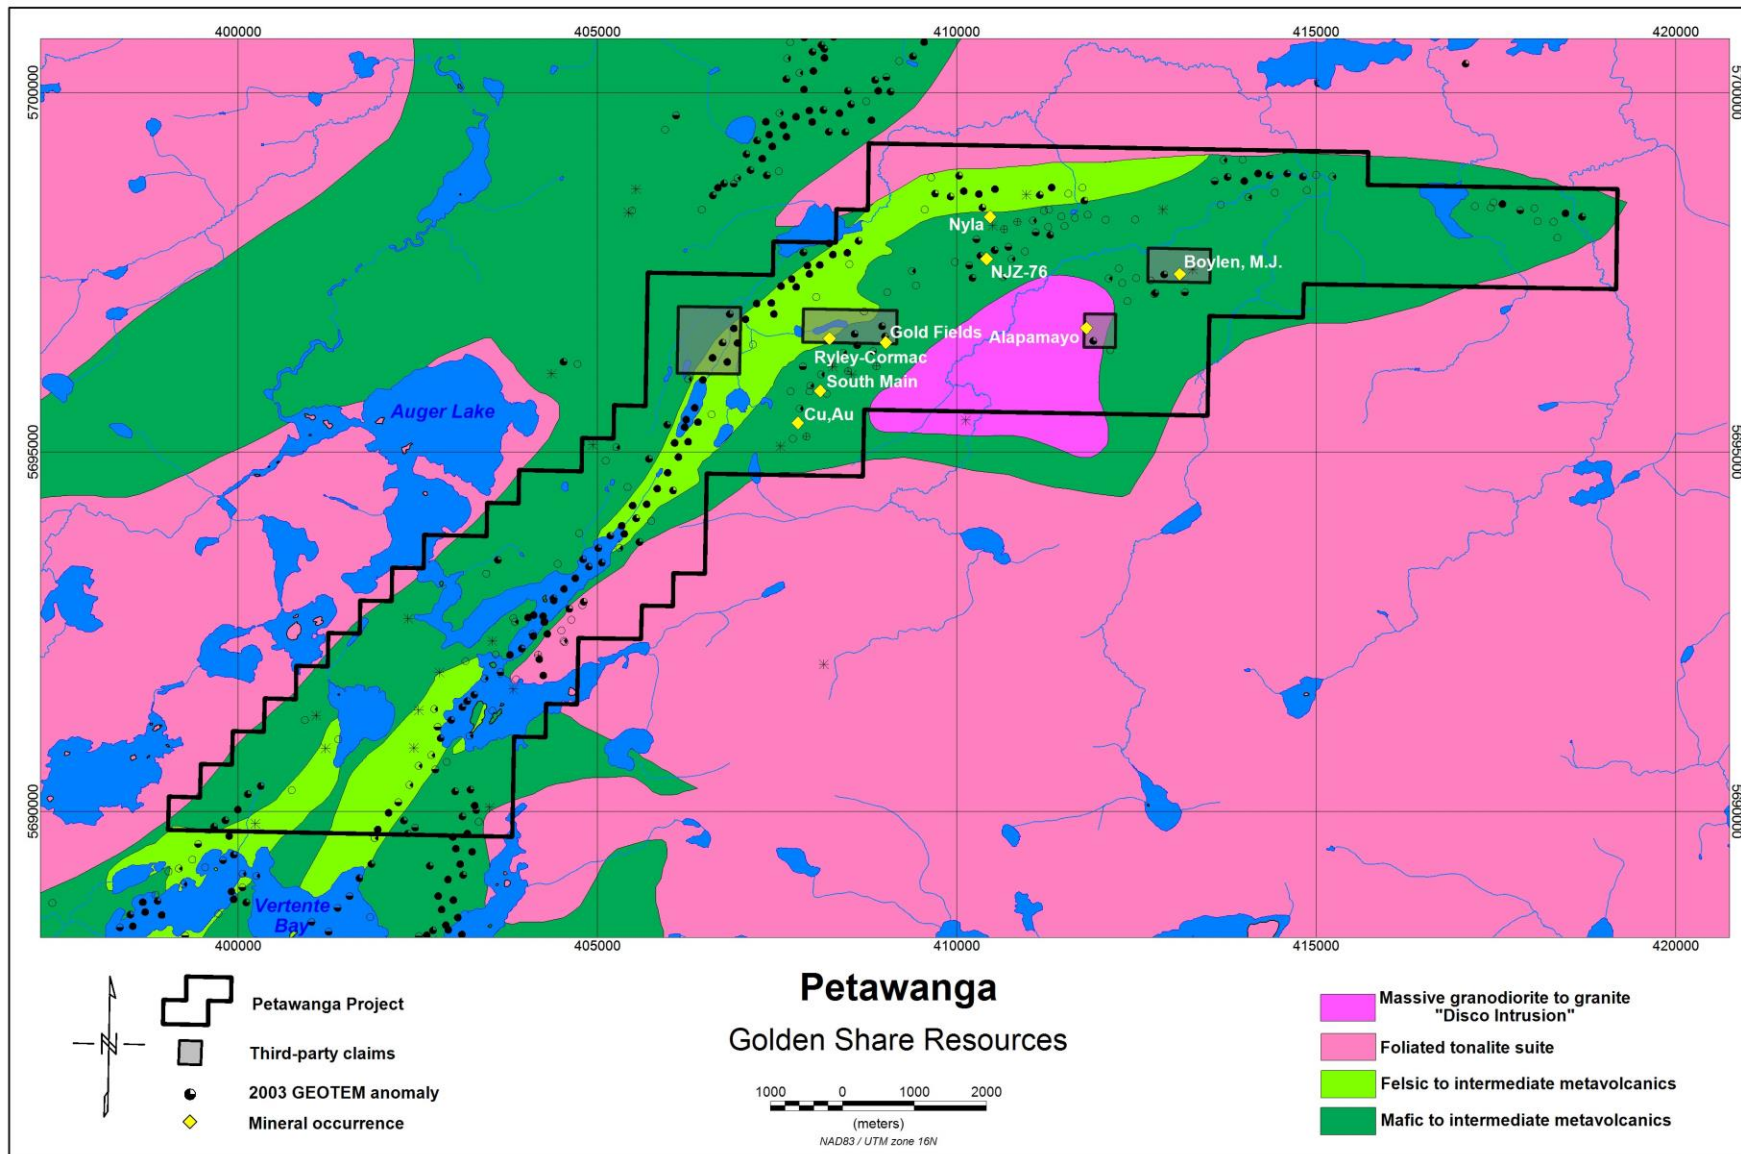 400000 405000 410000 415000 420000
5700000 5700000
Nyla
NJZ-76
Boylen, M.J.
Gold Fields
Alapamayo
Ryley-Cormac
South Main
Auger Lake
Cu,Au
5695000 5695000
5690000 5690000
Vertente
Bay
400000 405000 410000 415000 420000
N
Petawanga Project
Third-party claims
2003 GEOTEM anomaly
Mineral occurrence
Petawanga
Golden Share Resources
1000 0 1000 2000
(meters)
NAD83 / UTM zone 16N
Massive granodiorite to granite
"Disco Intrusion"
Foliated tonalite suite
Felsic to intermediate metavolcanics
Mafic to intermediate metavolcanics